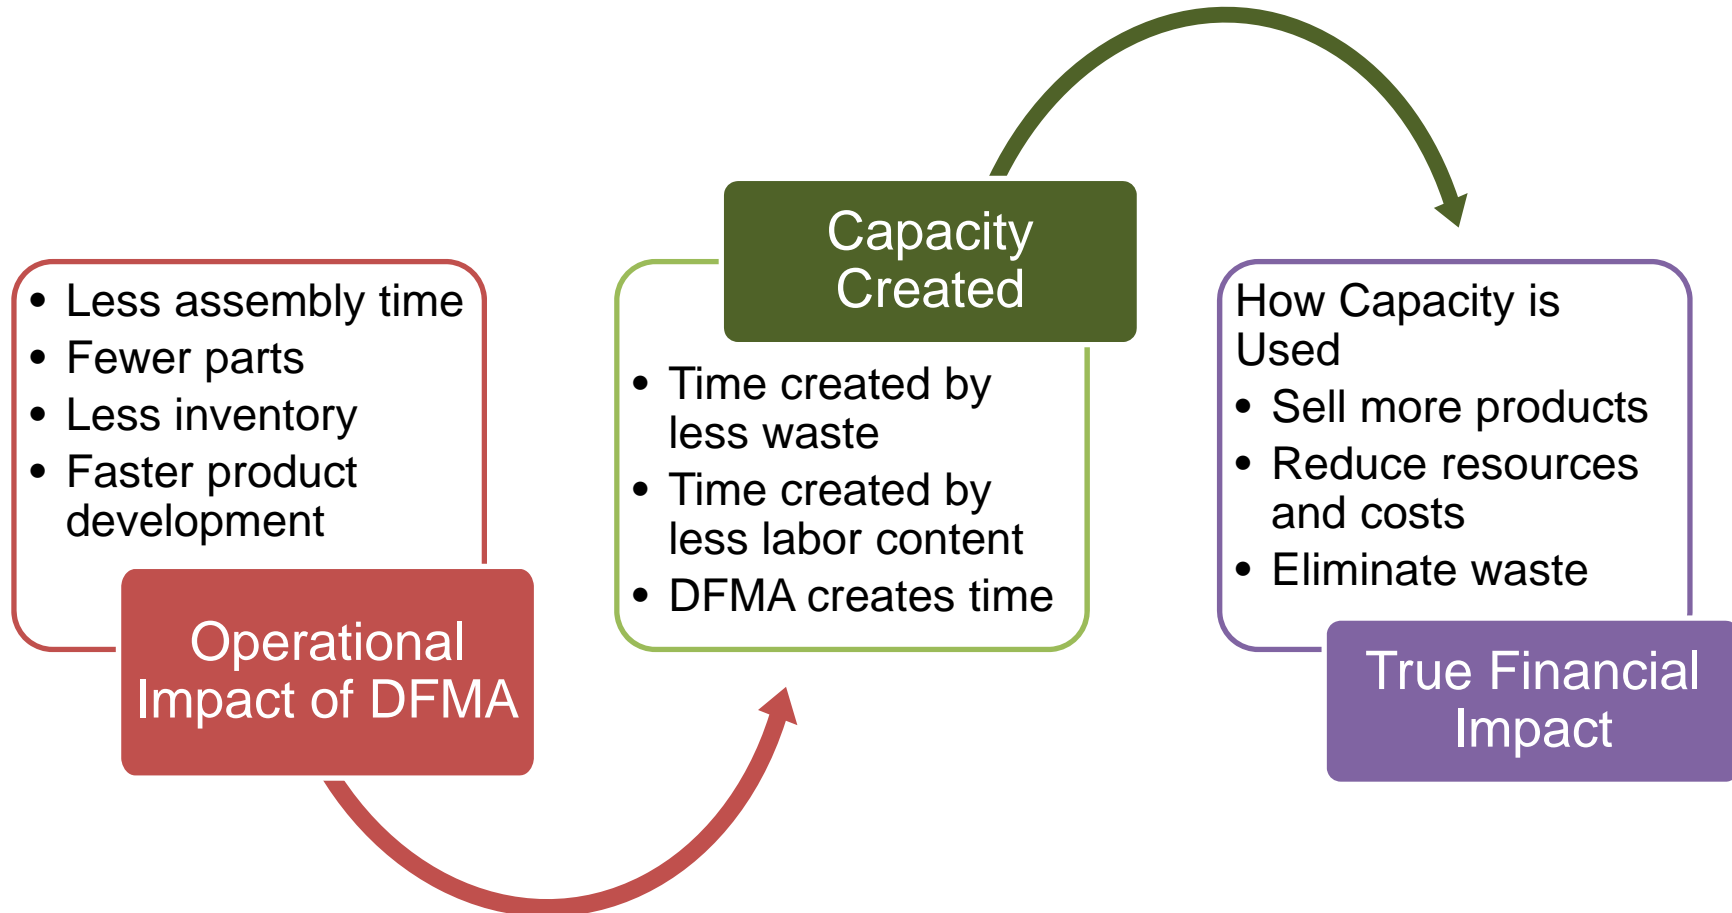 • Less assembly time
• Fewer parts
• Less inventory
• Faster product
development
Operational
Impact of DFMA
Capacity
Created
• Time created by
less waste
• Time created by
less labor content
• DFMA creates time
How Capacity is
Used
• Sell more products
• Reduce resources
and costs
• Eliminate waste
True Financial
Impact